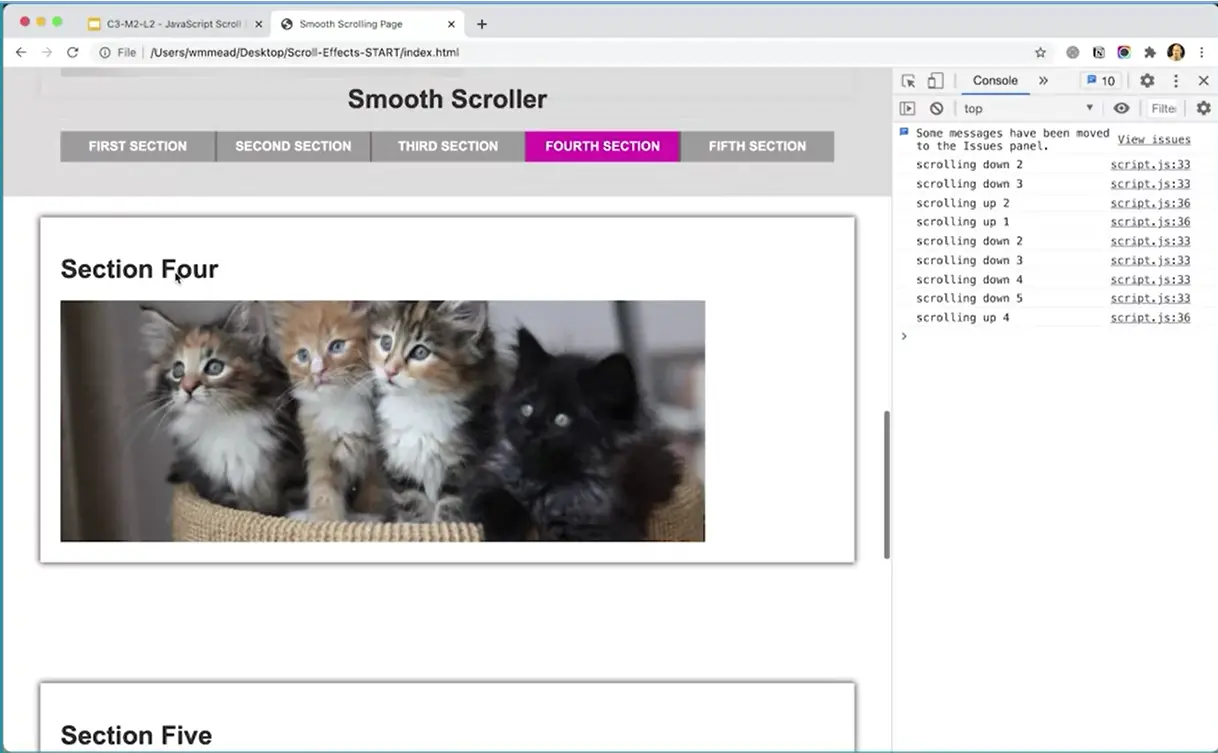 C3-M2-L2 - JavaScript Scroll
Smooth Scrolling Page
File
/Users/wmmead/Desktop/Scroll-Effects-START/index.html
Smooth Scroller
FIRST SECTION
SECOND SECTION
THIRD SECTION
FOURTH SECTION
FIFTH SECTION
Section Four
Section Five
Console
10
top
Filte
Some messages have been moved
to the Issues panel.
View issues
scrolling down 2 script.js:33
scrolling down 3 script.js:33
scrolling up 2 script.js:36
scrolling up 1 script.js:36
scrolling down 2 script.js:33
scrolling down 3 script.js:33
scrolling down 4 script.js:33
scrolling down 5 script.js:33
scrolling up 4 script.js:36